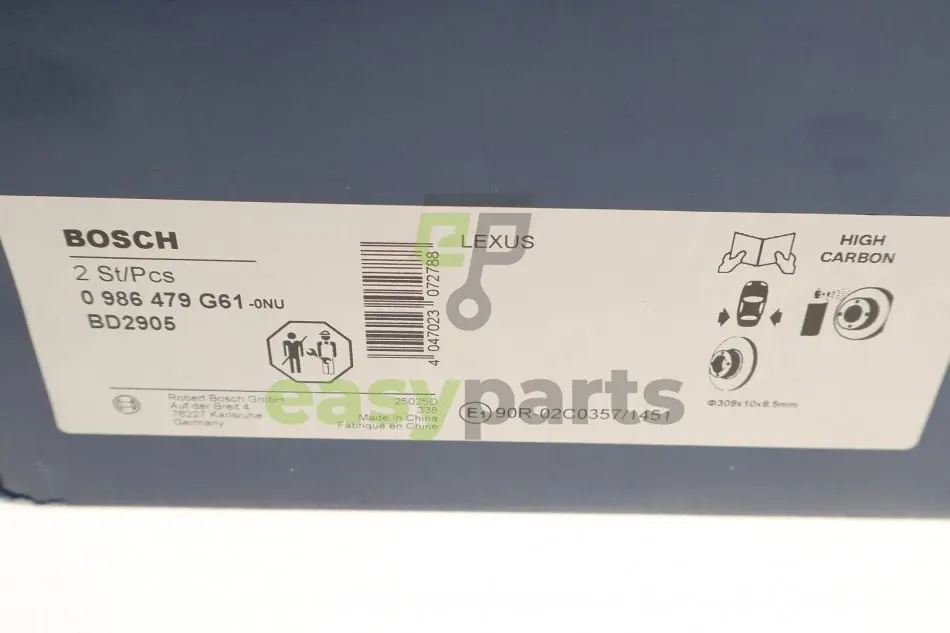 BOSCH
2 St/Pcs
0 986 479 G61 -0NU
BD2905
4 047023 072788
LEXUS
HIGH
CARBON
Φ309x10x8.5mm
Robert Bosch GmbH
Auf der Breit 4
76227 Karlsruhe
Germany
25025D
338
Made in China
Fabriqué en Chine
E1 90R-02C0357/1451
easyparts